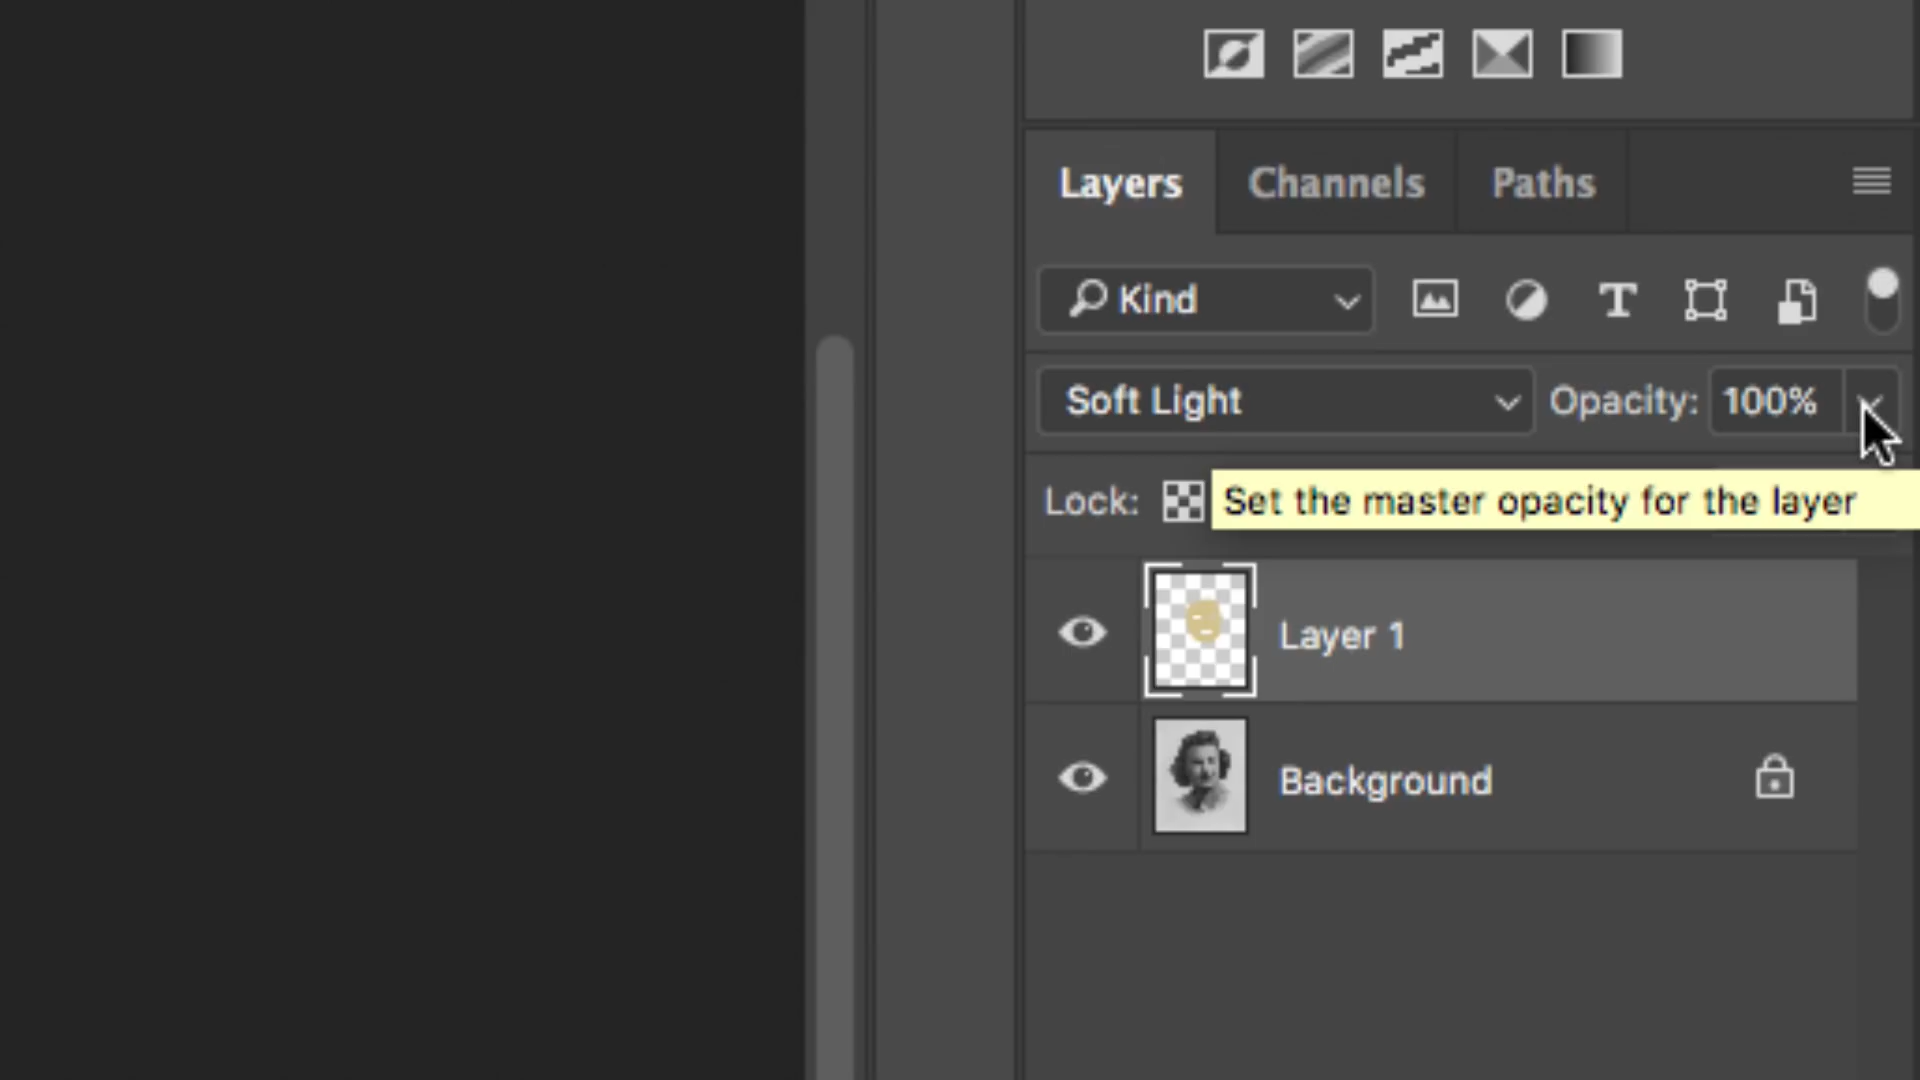 Layers Channels Paths
Kind
Soft Light Opacity: 100%
Lock: Set the master opacity for the layer
Layer 1
Background